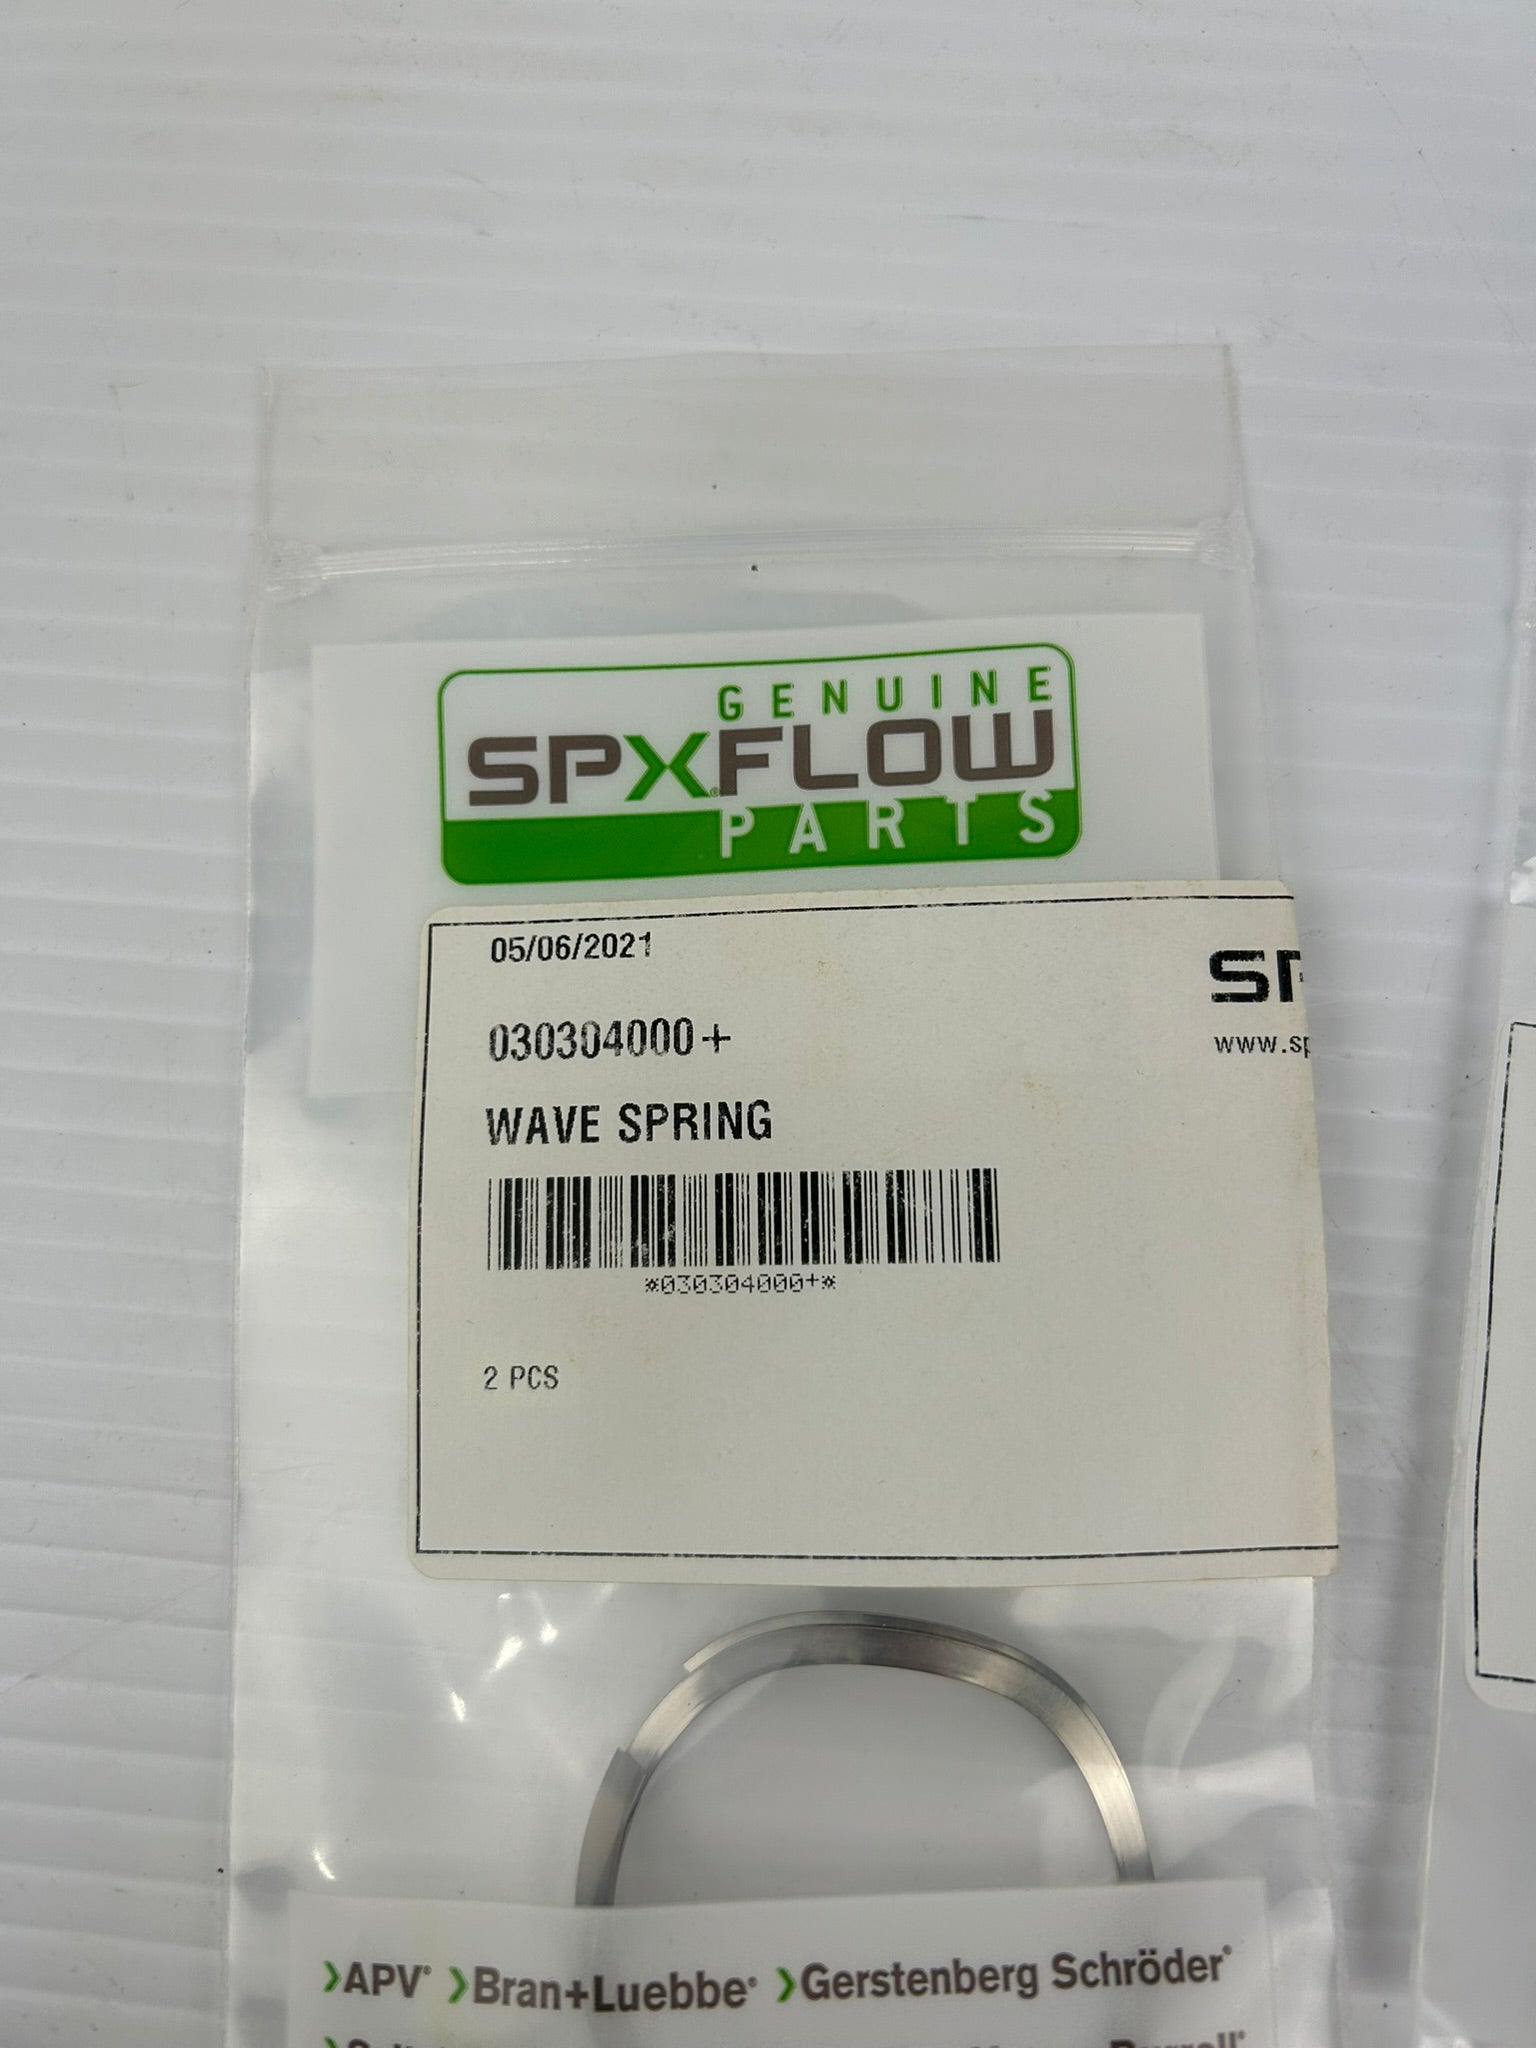 GENUINE
SPXFLOW®
PARTS
05/06/2021
030304000+
WAVE SPRING
*030304000+*
2 PCS
SP
www.sp
>APV® >Bran+Luebbe® >Gerstenberg Schröder®